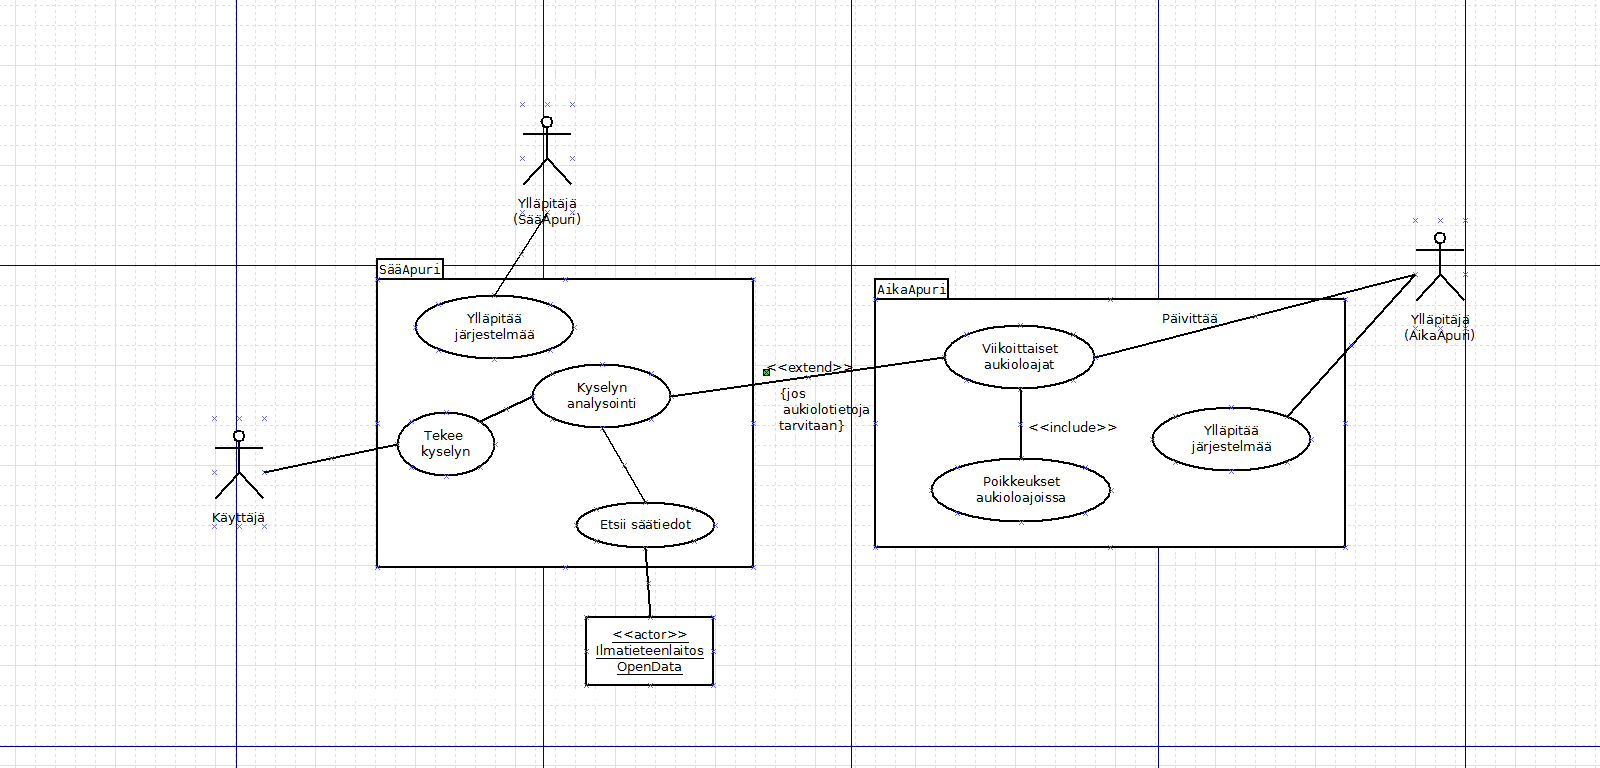 Ylläpitäjä
(SääApuri)
SääApuri
Ylläpitää
järjestelmää
Kyselyn
analysointi
Tekee
kyselyn
Etsii säätiedot
Käyttäjä
<<actor>>
Ilmatieteenlaitos
OpenData
<<extend>>
{jos
aukiolotietoja
tarvitaan}
AikaApuri
Viikoittaiset
aukioloajat
<<include>>
Poikkeukset
aukioloajoissa
Päivittää
Ylläpitää
järjestelmää
Ylläpitäjä
(AikaApuri)